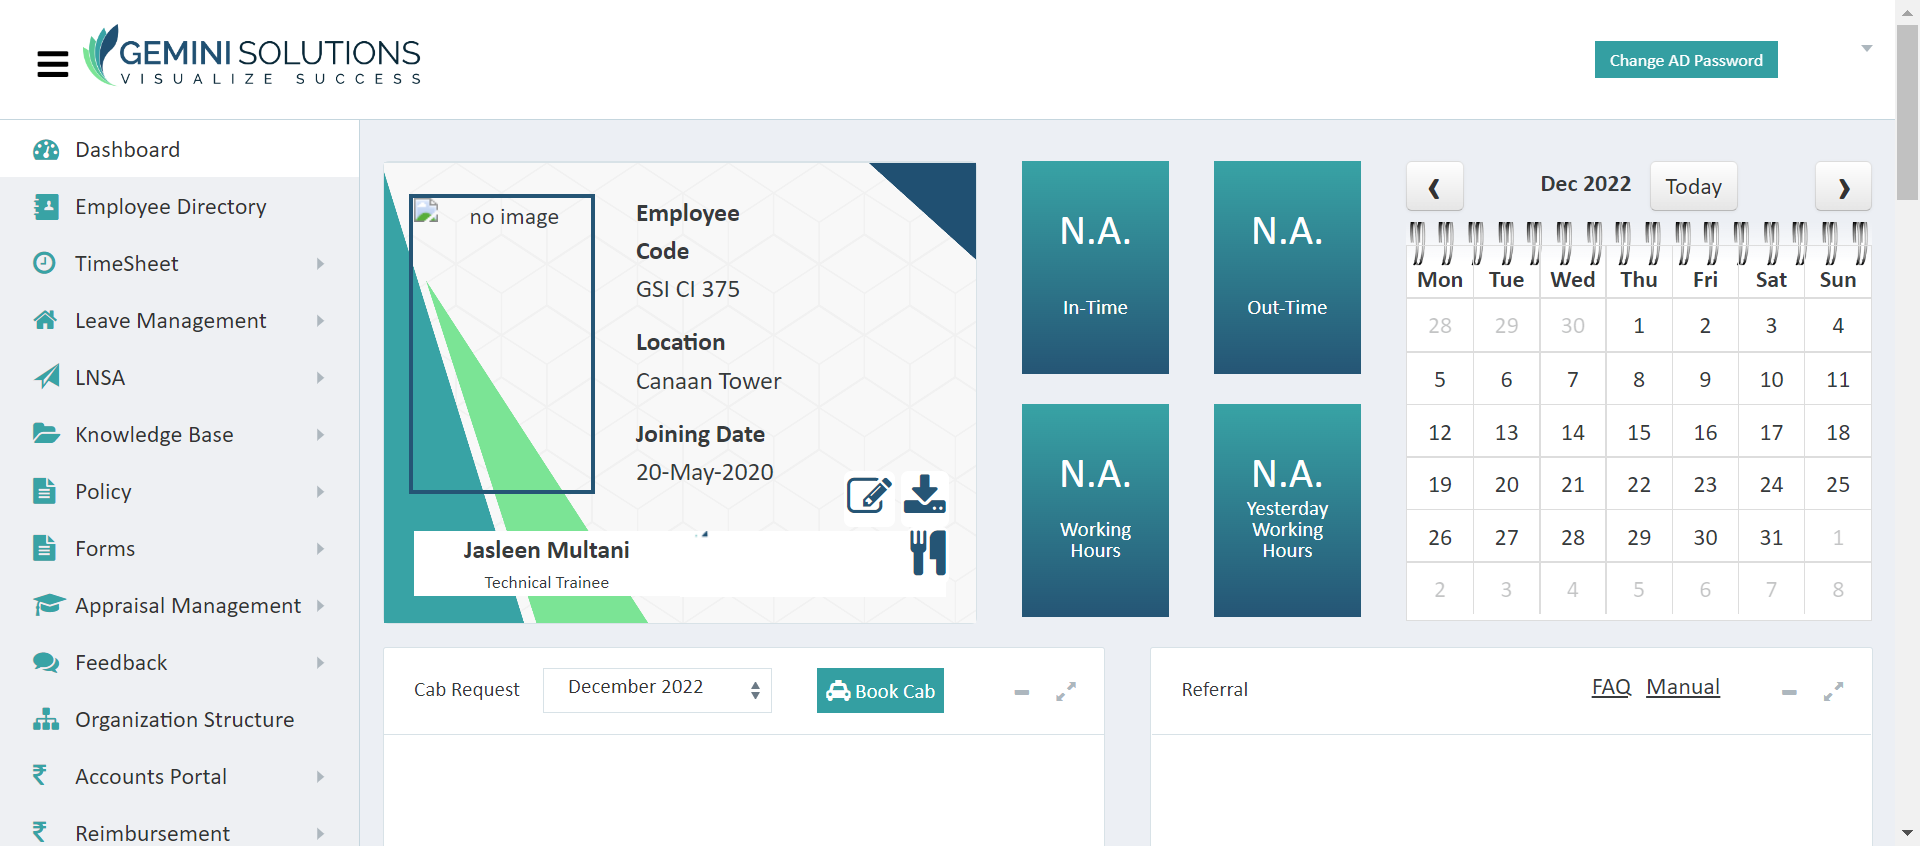 GEMINI SOLUTIONS
VISUALIZE SUCCESS
Change AD Password
Dashboard
Employee Directory
TimeSheet
Leave Management
LNSA
Knowledge Base
Policy
Forms
Appraisal Management
Feedback
Organization Structure
Accounts Portal
Reimbursement
no image
Employee
Code
GSI CI 375
Location
Canaan Tower
Joining Date
20-May-2020
Jasleen Multani
Technical Trainee
N.A.
In-Time
N.A.
Out-Time
N.A.
Working
Hours
N.A.
Yesterday
Working
Hours
Dec 2022
Today
Mon Tue Wed Thu Fri Sat Sun
28 29 30 1 2 3 4
5 6 7 8 9 10 11
12 13 14 15 16 17 18
19 20 21 22 23 24 25
26 27 28 29 30 31 1
2 3 4 5 6 7 8
Cab Request
December 2022
Book Cab
Referral
FAQ Manual